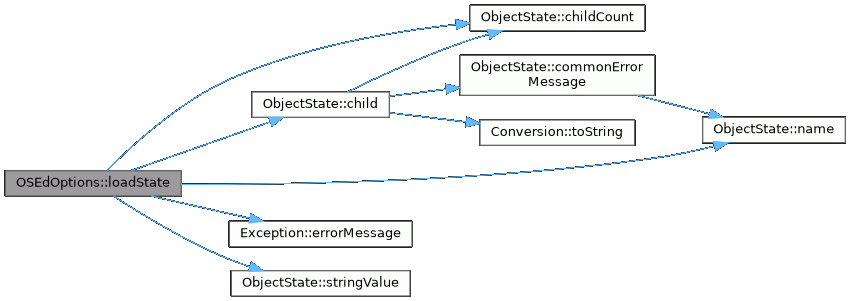 ObjectState::childCount
ObjectState::commonError
Message
ObjectState::child
Conversion::toString
ObjectState::name
OSEdOptions::loadState
Exception::errorMessage
ObjectState::stringValue